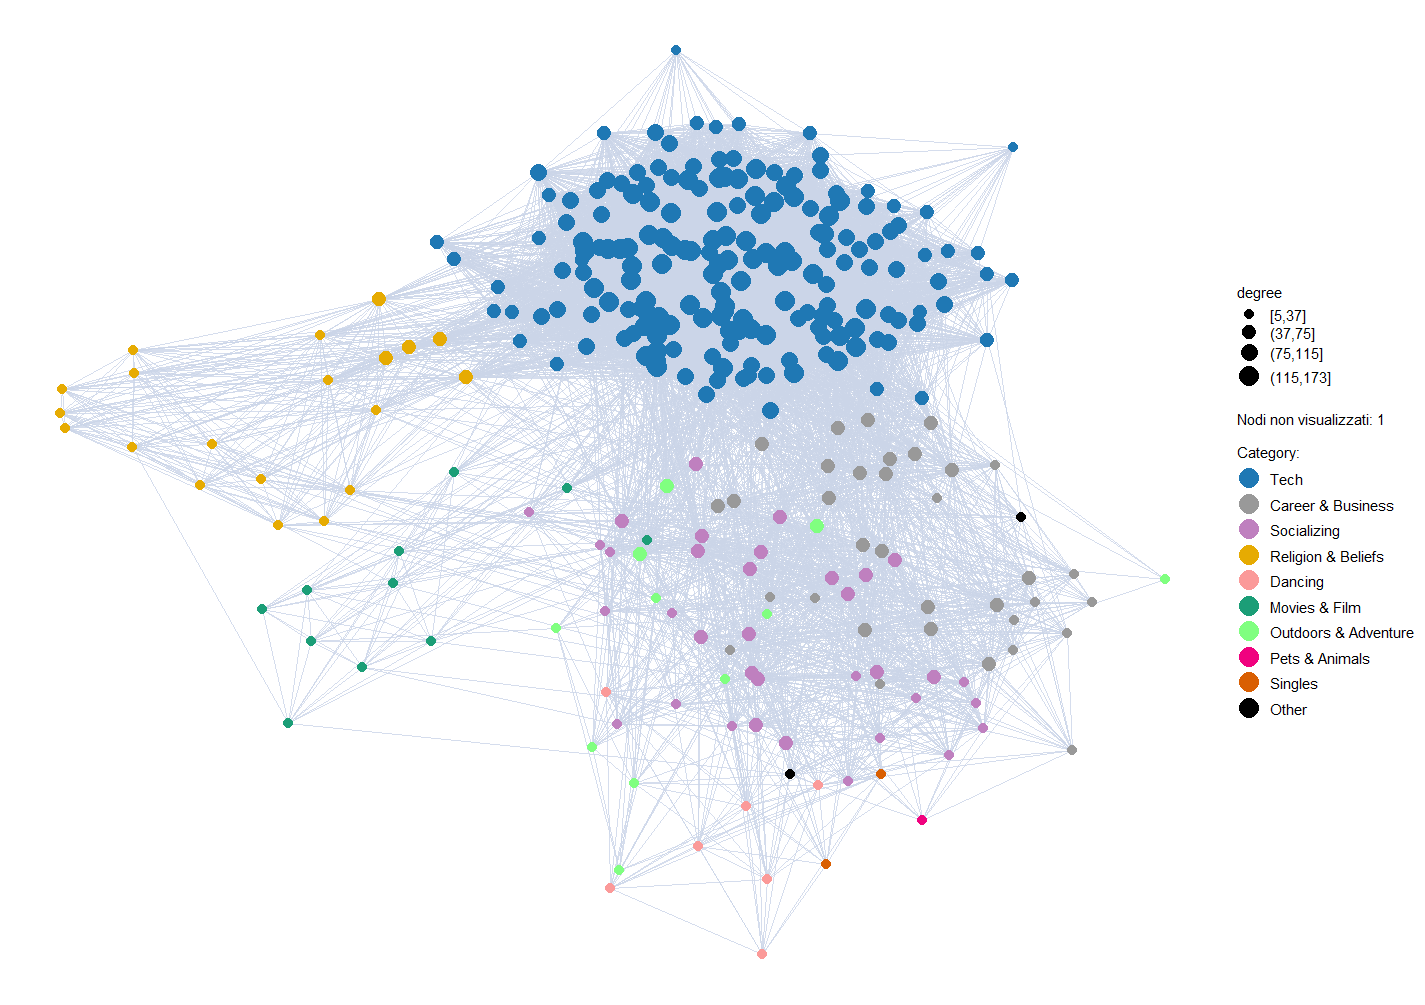 degree
[5,37]
(37,75]
(75,115]
(115,173]
Nodi non visualizzati: 1
Category:
Tech
Career & Business
Socializing
Religion & Beliefs
Dancing
Movies & Film
Outdoors & Adventure
Pets & Animals
Singles
Other